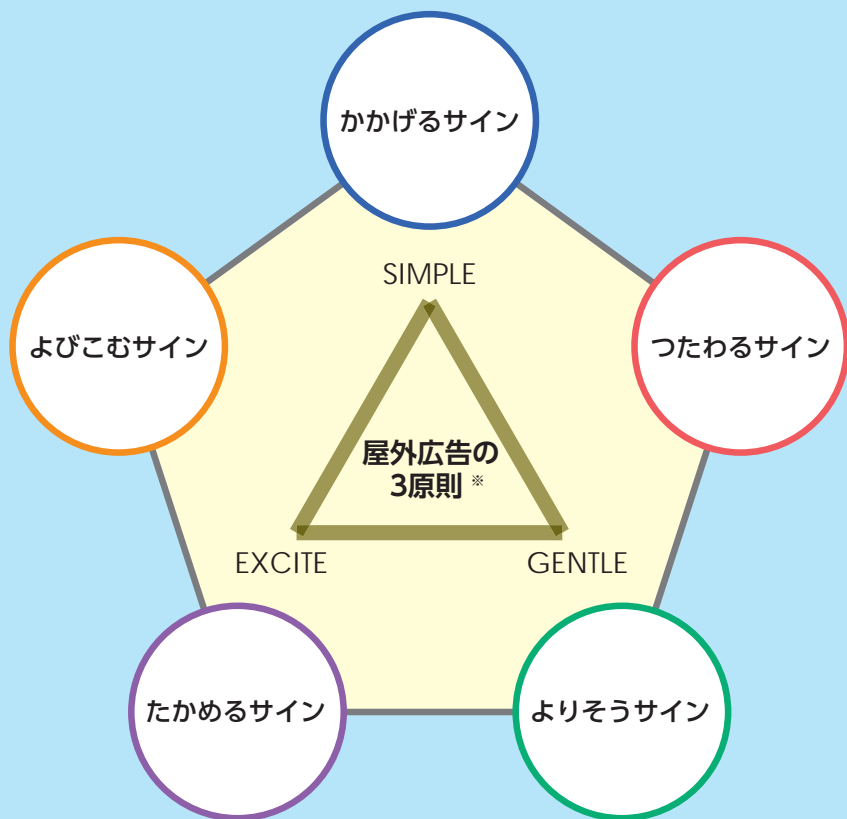 かかげるサイン
SIMPLE
よびこむサイン
つたわるサイン
屋外広告の
3原則 ※
EXCITE
GENTLE
たかめるサイン
よりそうサイン